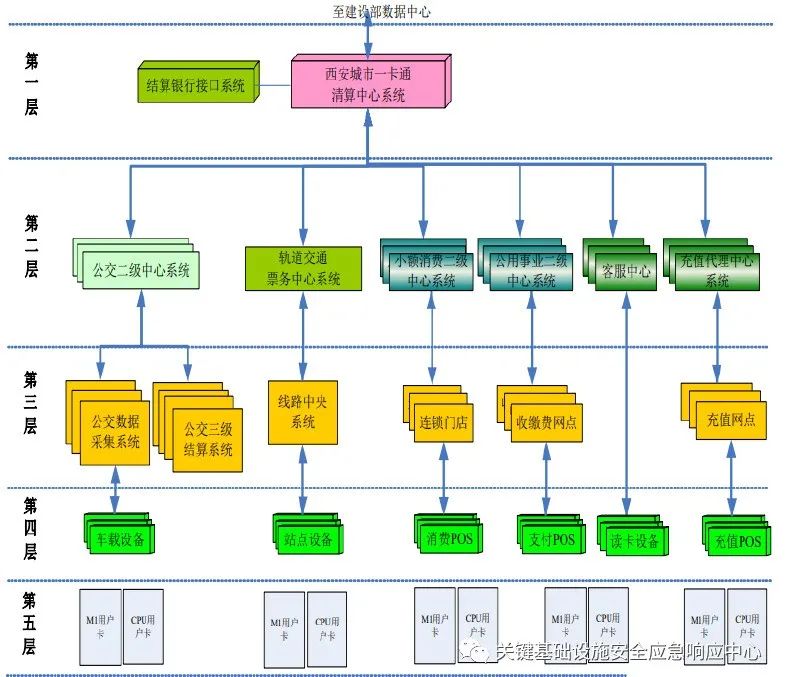 至建设部数据中心
第一层
结算银行接口系统
西安城市一卡通
清算中心系统
第二层
公交二级中心系统
轨道交通
票务中心系统
小额消费二级
中心系统
公用事业二级
中心系统
客服中心
充值代理中心
系统
第三层
公交数据
采集系统
公交三级
结算系统
线路中央
系统
连锁门店
收缴费网点
充值网点
第四层
车载设备
站点设备
消费POS
支付POS
读卡设备
充值POS
第五层
M1用户
卡
CPU用
户卡
M1用户
卡
CPU用
户卡
M1用户
卡
CPU用
户卡
M1用户
卡
CPU用
户卡
M1用户
卡
CPU用
户卡
关键基础设施安全应急响应中心